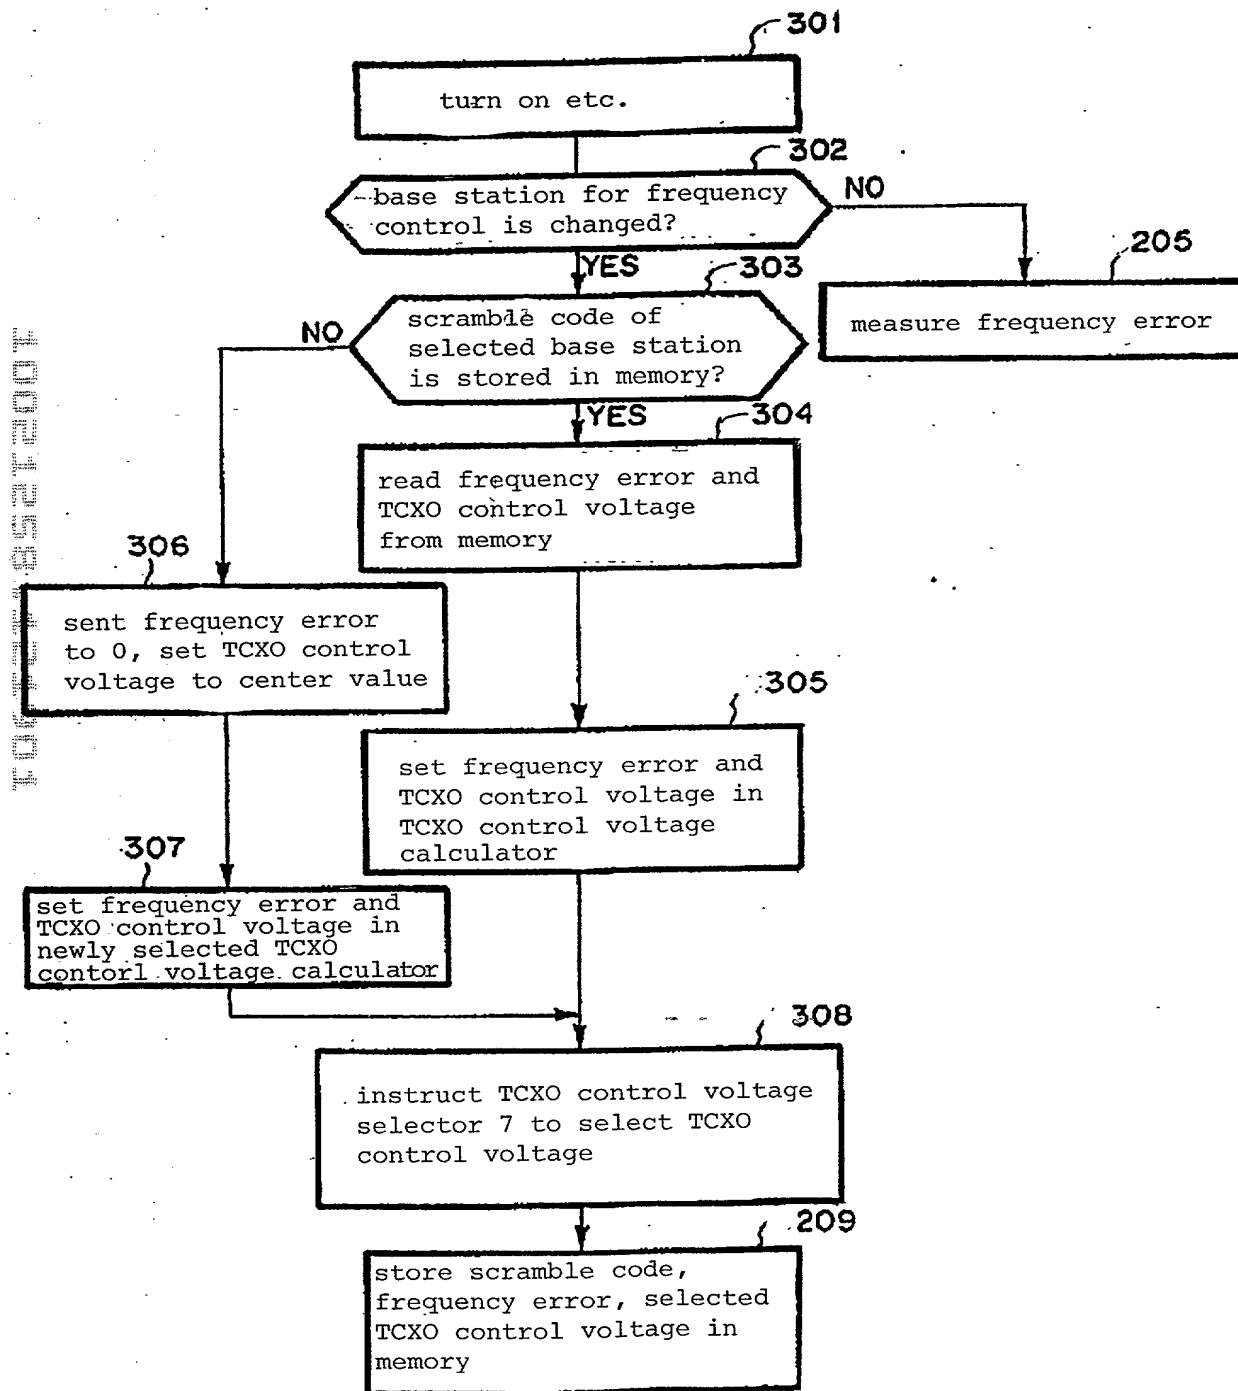 301
turn on etc.
302
base station for frequency
control is changed?
NO
YES
205
measure frequency error
303
scramble code of
selected base station
is stored in memory?
NO
YES
304
read frequency error and
TCXO control voltage
from memory
306
sent frequency error
to 0, set TCXO control
voltage to center value
305
set frequency error and
TCXO control voltage in
TCXO control voltage
calculator
307
set frequency error and
TCXO control voltage in
newly selected TCXO
contorl voltage calculator
308
instruct TCXO control voltage
selector 7 to select TCXO
control voltage
209
store scramble code,
frequency error, selected
TCXO control voltage in
memory